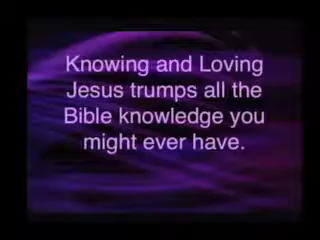 Knowing and Loving
Jesus trumps all the
Bible knowledge you
might ever have.